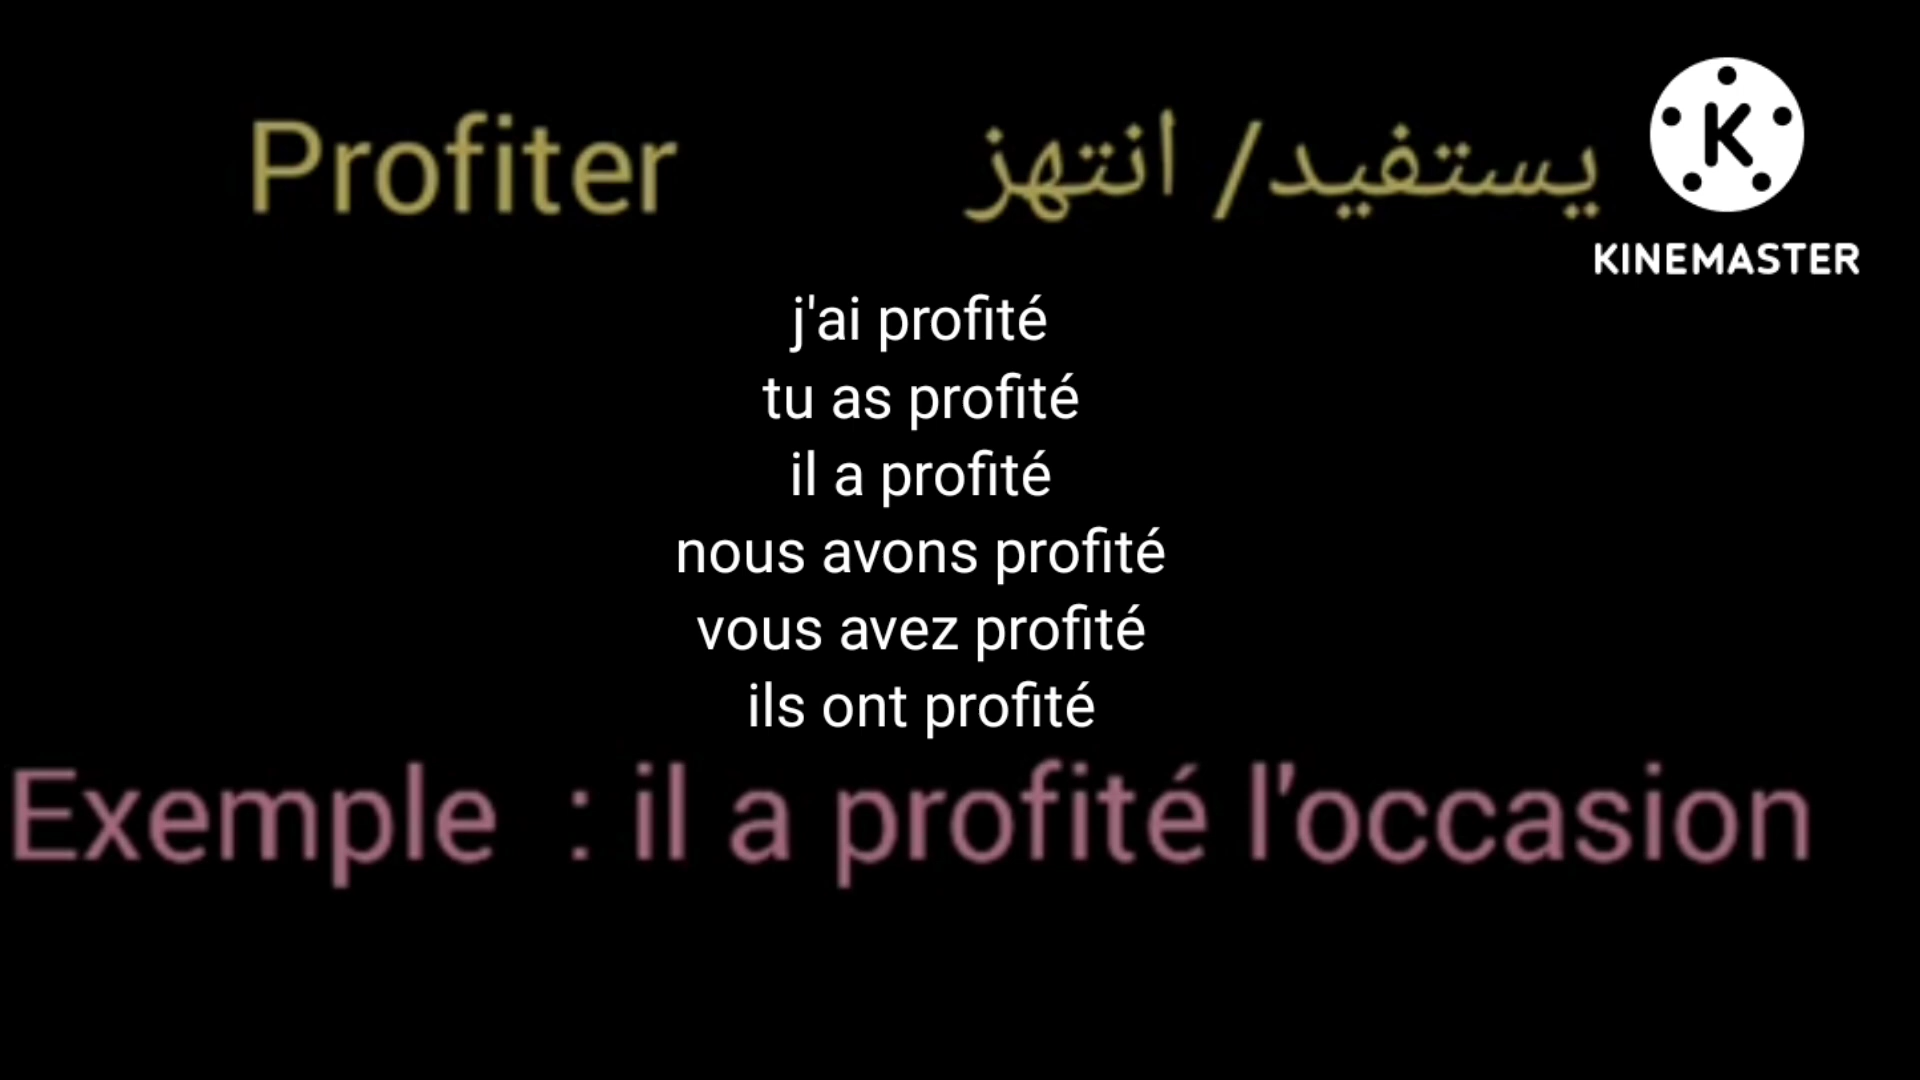 Profiter يستفيد/ انتهز
K
KINEMASTER
j'ai profité
tu as profité
il a profité
nous avons profité
vous avez profité
ils ont profité
Exemple : il a profité l'occasion